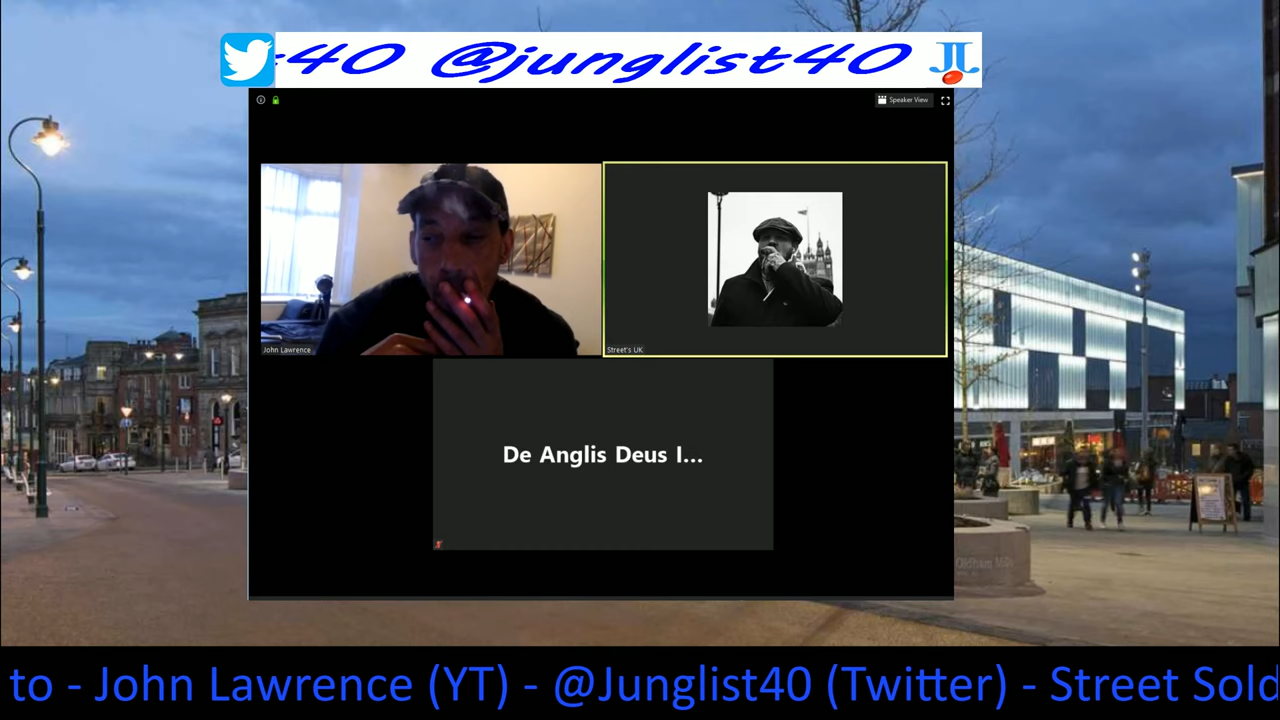 :40 @junglist40
Speaker View
John Lawrence
Street's UK
De Anglis Deus I...
to - John Lawrence (YT) - @Junglist40 (Twitter) - Street Sold